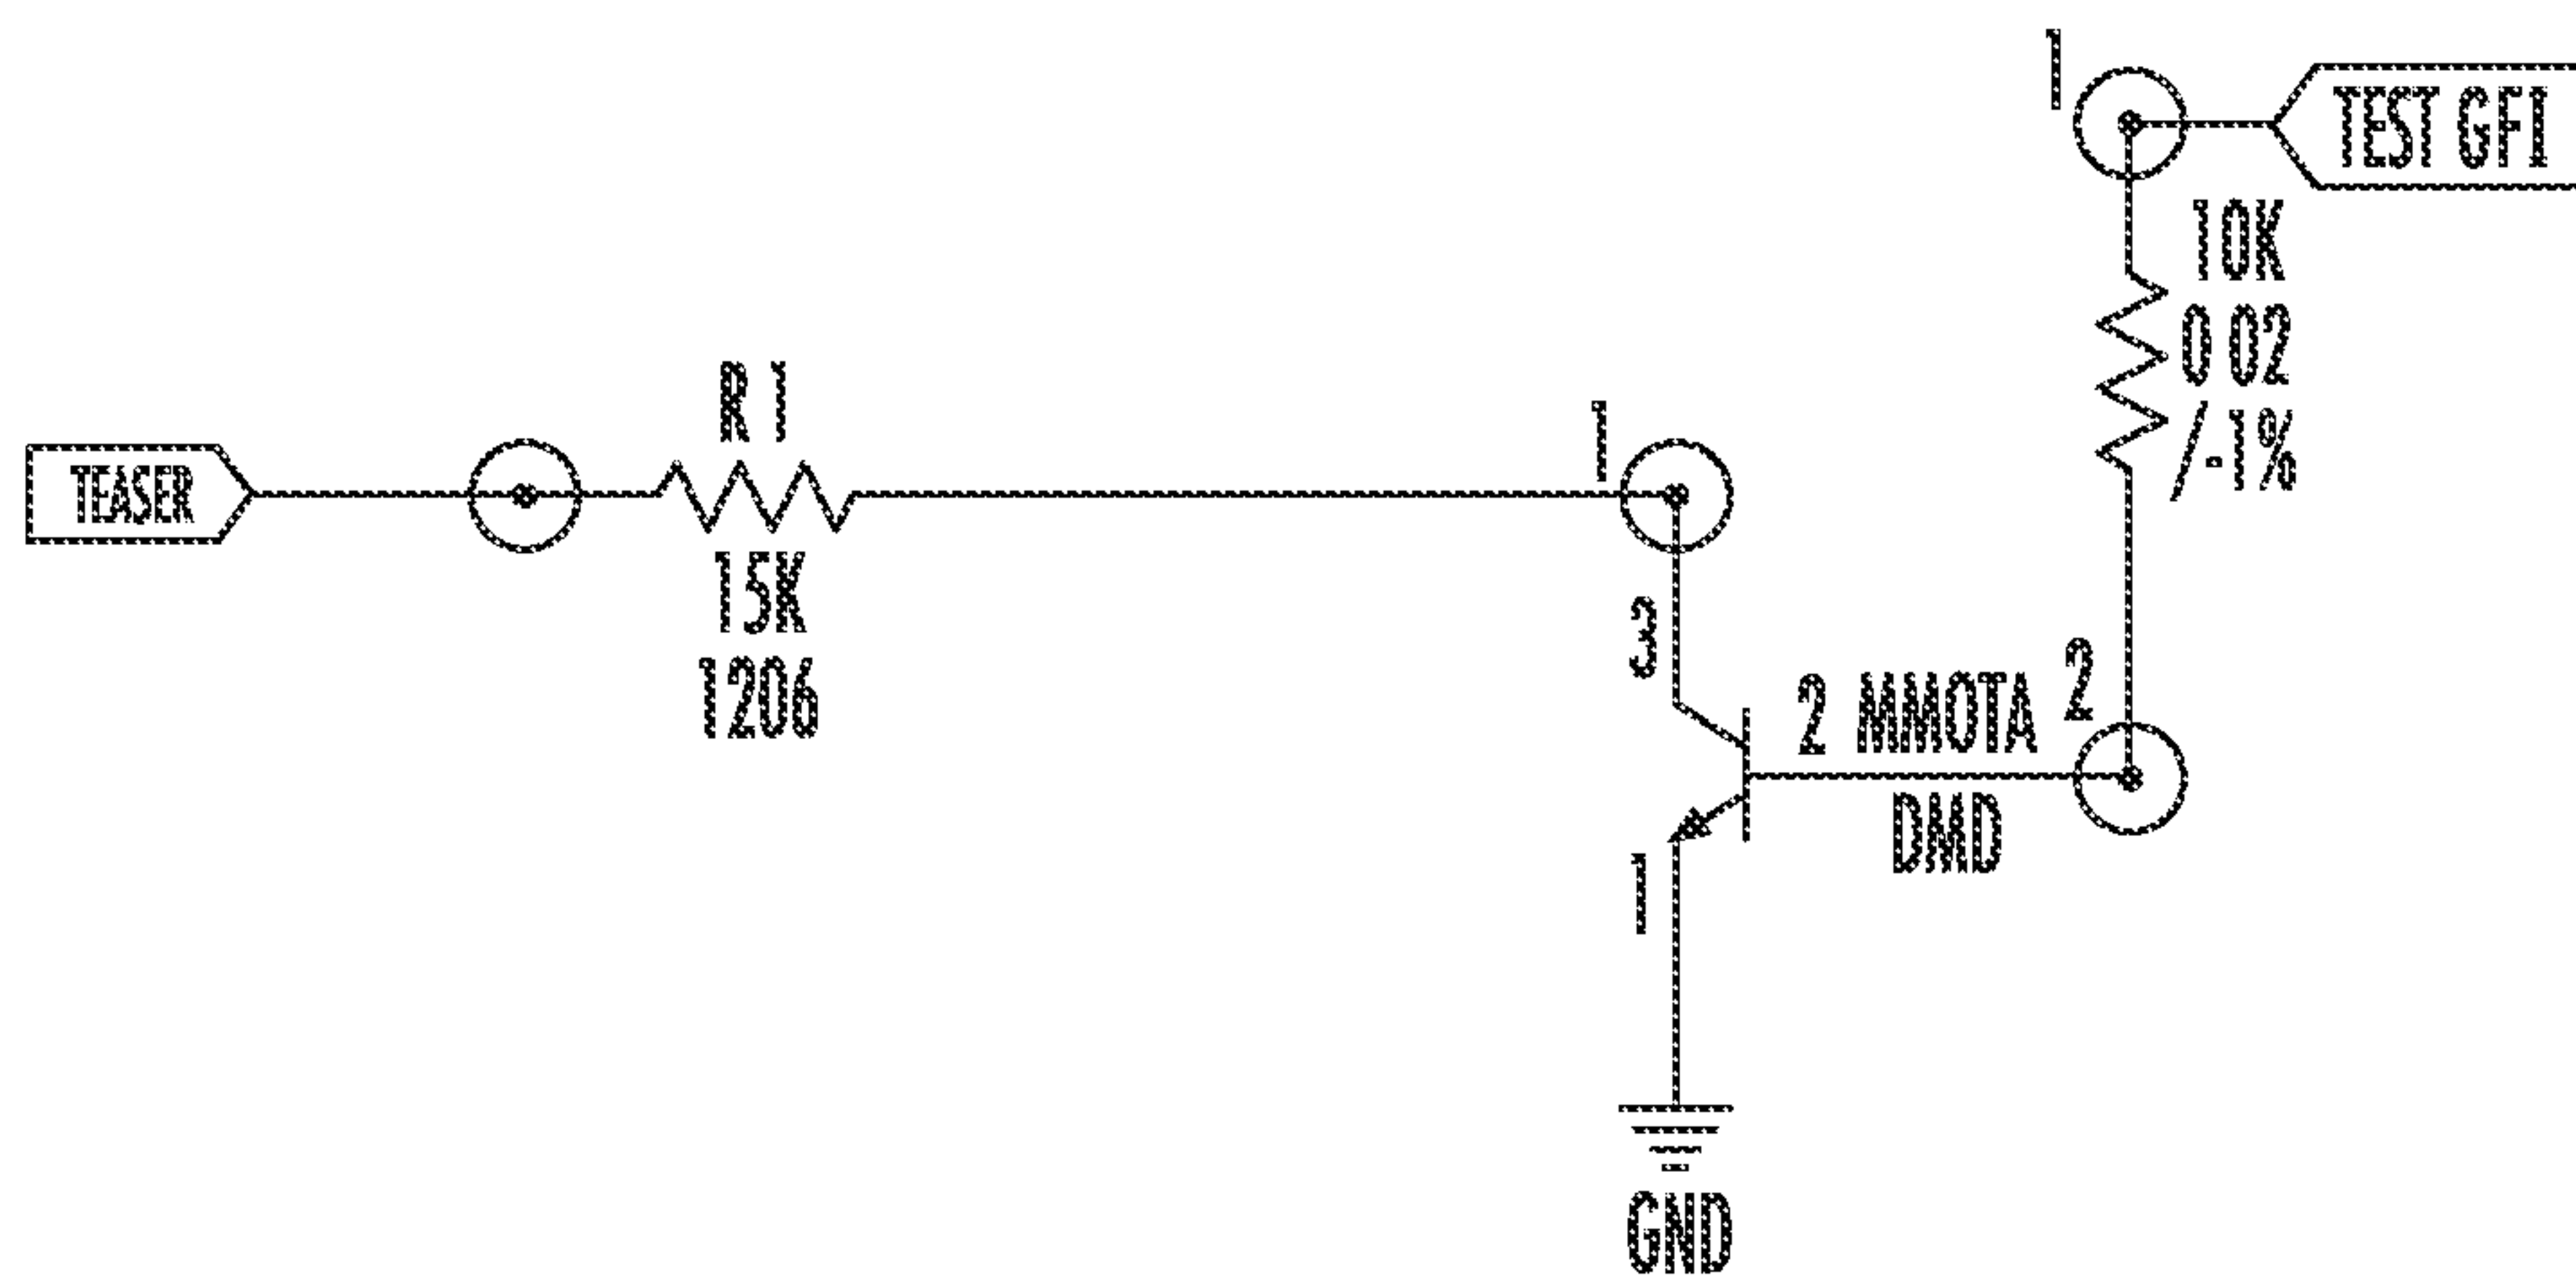 1
TEST GFI
10K
0 02
/-1%
R 1
TEASER
1
15K
1206
3
2 MMOTA 2
DMD
1
GND